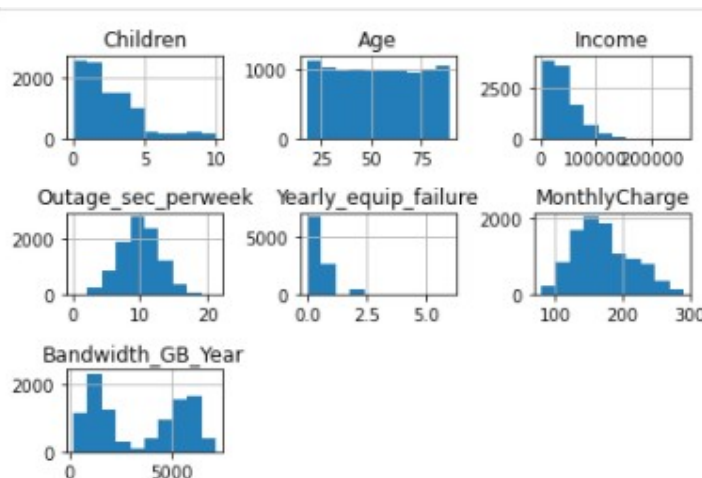 Children Age Income
2000 1000 2500
0 0 0
0 5 10 25 50 75 0 100000 200000
Outage_sec_perweek Yearly_equip_failure MonthlyCharge
2000 5000 2000
0 0 0
0 10 20 0.0 2.5 5.0 100 200 300
Bandwidth_GB_Year
2000
0
0 5000